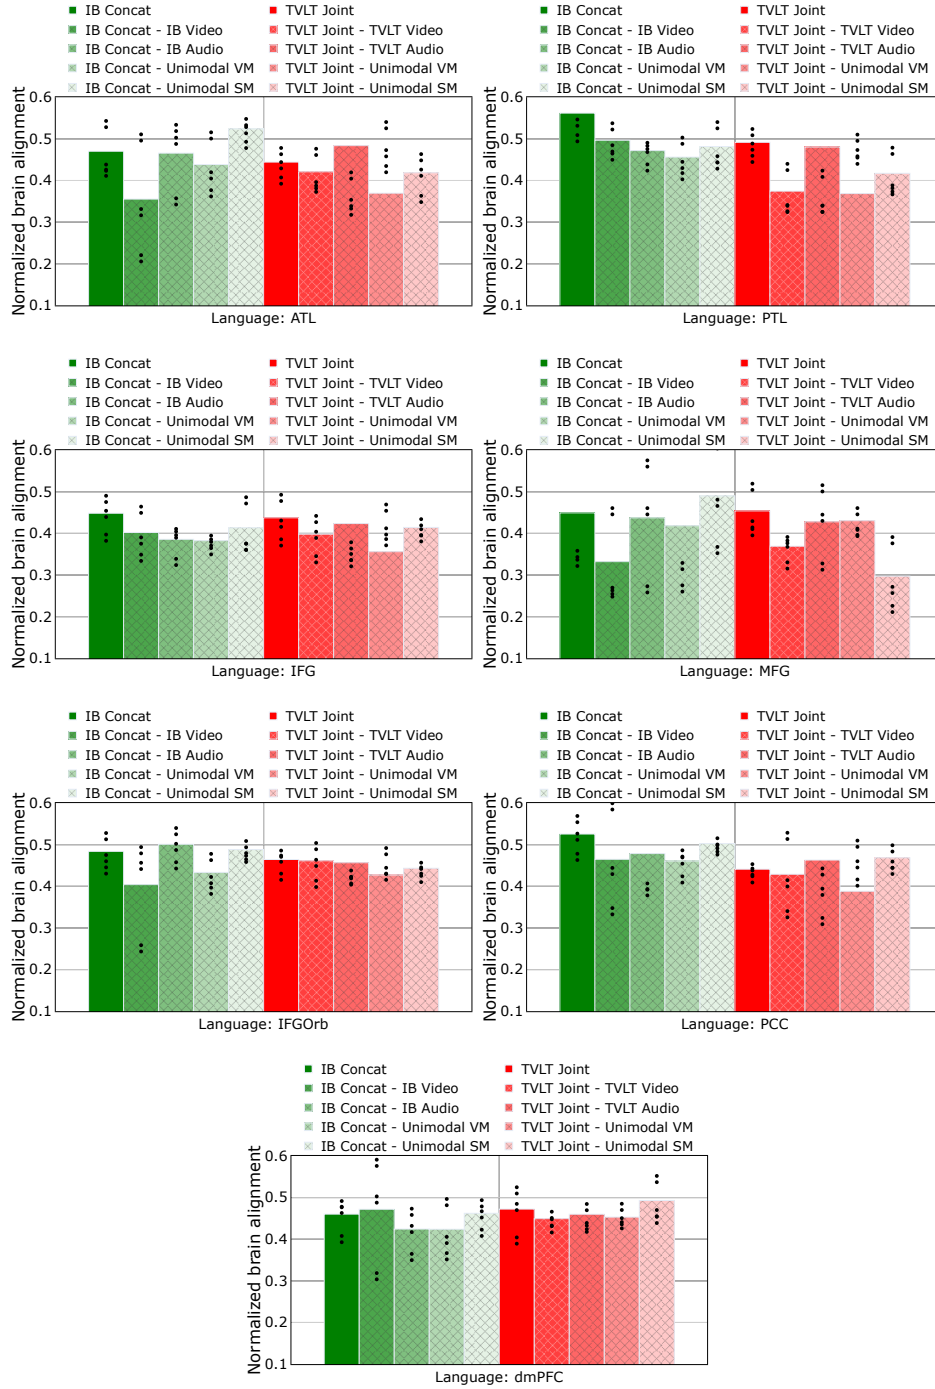 IB Concat TVLT Joint
IB Concat - IB Video TVLT Joint - TVLT Video
IB Concat - IB Audio TVLT Joint - TVLT Audio
IB Concat - Unimodal VM TVLT Joint - Unimodal VM
IB Concat - Unimodal SM TVLT Joint - Unimodal SM
Normalized brain alignment
0.6
0.5
0.4
0.3
0.2
0.1
Language: ATL
IB Concat TVLT Joint
IB Concat - IB Video TVLT Joint - TVLT Video
IB Concat - IB Audio TVLT Joint - TVLT Audio
IB Concat - Unimodal VM TVLT Joint - Unimodal VM
IB Concat - Unimodal SM TVLT Joint - Unimodal SM
Normalized brain alignment
0.6
0.5
0.4
0.3
0.2
0.1
Language: PTL
IB Concat TVLT Joint
IB Concat - IB Video TVLT Joint - TVLT Video
IB Concat - IB Audio TVLT Joint - TVLT Audio
IB Concat - Unimodal VM TVLT Joint - Unimodal VM
IB Concat - Unimodal SM TVLT Joint - Unimodal SM
Normalized brain alignment
0.6
0.5
0.4
0.3
0.2
0.1
Language: IFG
IB Concat TVLT Joint
IB Concat - IB Video TVLT Joint - TVLT Video
IB Concat - IB Audio TVLT Joint - TVLT Audio
IB Concat - Unimodal VM TVLT Joint - Unimodal VM
IB Concat - Unimodal SM TVLT Joint - Unimodal SM
Normalized brain alignment
0.6
0.5
0.4
0.3
0.2
0.1
Language: MFG
IB Concat TVLT Joint
IB Concat - IB Video TVLT Joint - TVLT Video
IB Concat - IB Audio TVLT Joint - TVLT Audio
IB Concat - Unimodal VM TVLT Joint - Unimodal VM
IB Concat - Unimodal SM TVLT Joint - Unimodal SM
Normalized brain alignment
0.6
0.5
0.4
0.3
0.2
0.1
Language: IFGOrb
IB Concat TVLT Joint
IB Concat - IB Video TVLT Joint - TVLT Video
IB Concat - IB Audio TVLT Joint - TVLT Audio
IB Concat - Unimodal VM TVLT Joint - Unimodal VM
IB Concat - Unimodal SM TVLT Joint - Unimodal SM
Normalized brain alignment
0.6
0.5
0.4
0.3
0.2
0.1
Language: PCC
IB Concat TVLT Joint
IB Concat - IB Video TVLT Joint - TVLT Video
IB Concat - IB Audio TVLT Joint - TVLT Audio
IB Concat - Unimodal VM TVLT Joint - Unimodal VM
IB Concat - Unimodal SM TVLT Joint - Unimodal SM
Normalized brain alignment
0.6
0.5
0.4
0.3
0.2
0.1
Language: dmPFC